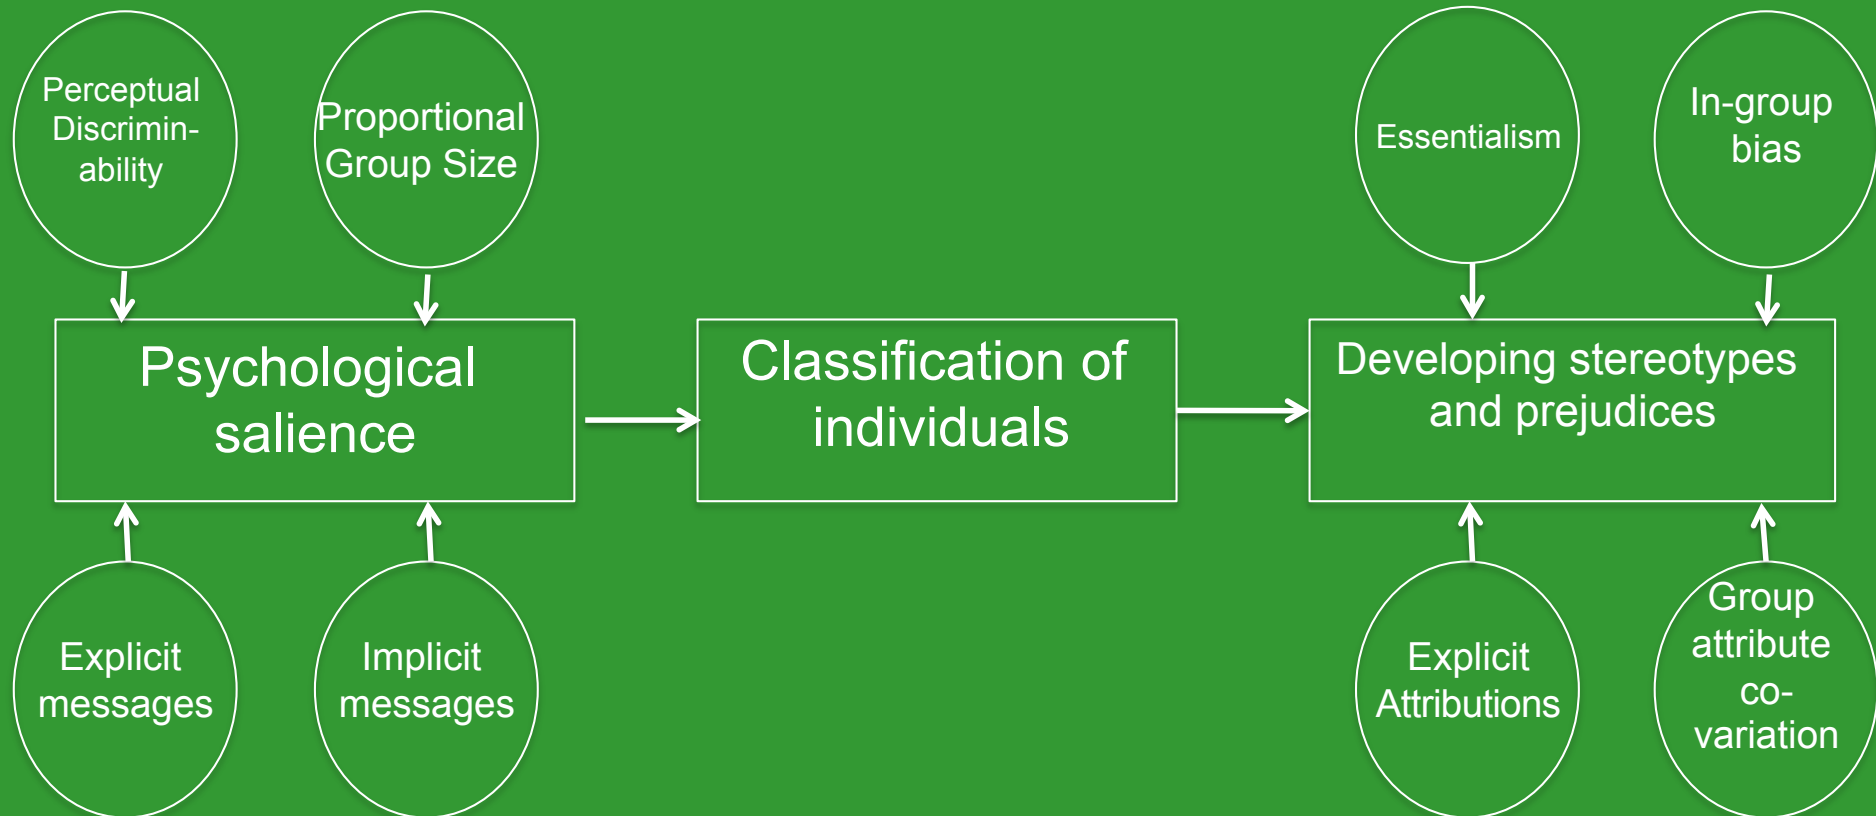 Perceptual
Discrimin-
ability
Proportional
Group Size
Essentialism
In-group
bias
Psychological
salience
Classification of
individuals
Developing stereotypes
and prejudices
Explicit
messages
Implicit
messages
Explicit
Attributions
Group
attribute
co-
variation